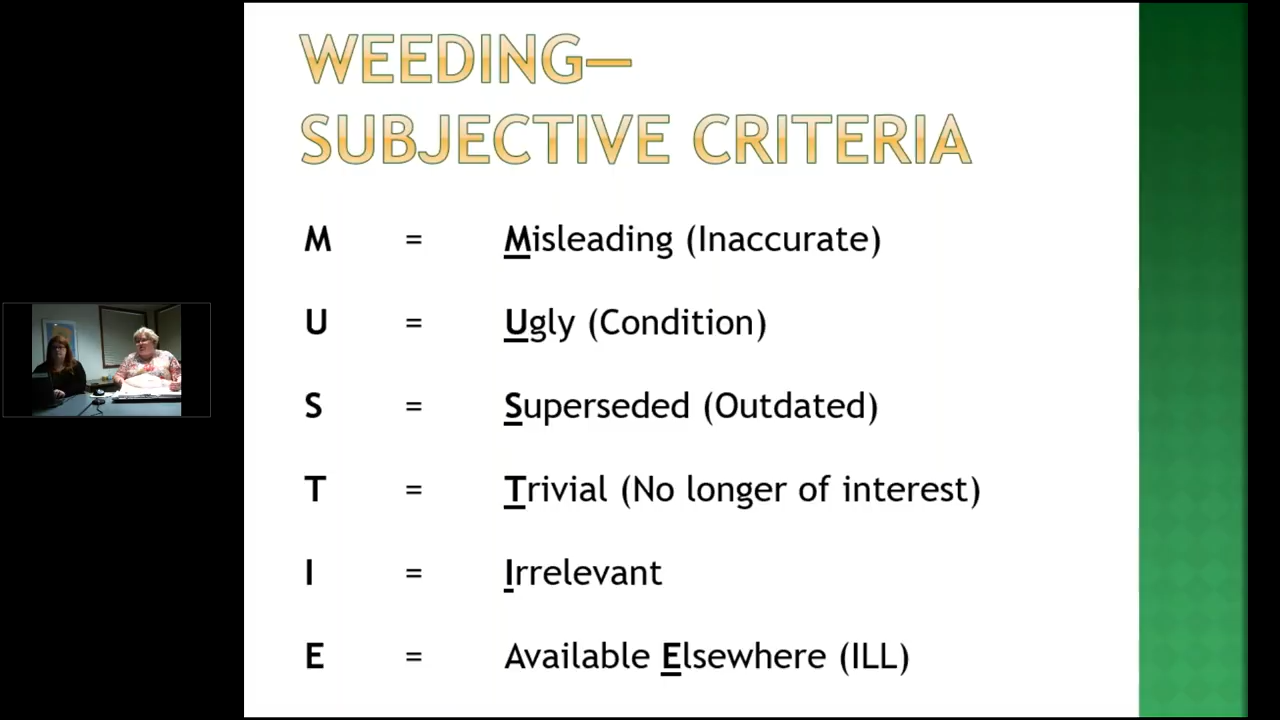 WEEDING—
SUBJECTIVE CRITERIA
M = Misleading (Inaccurate)
U = Ugly (Condition)
S = Superseded (Outdated)
T = Trivial (No longer of interest)
I = Irrelevant
E = Available Elsewhere (ILL)